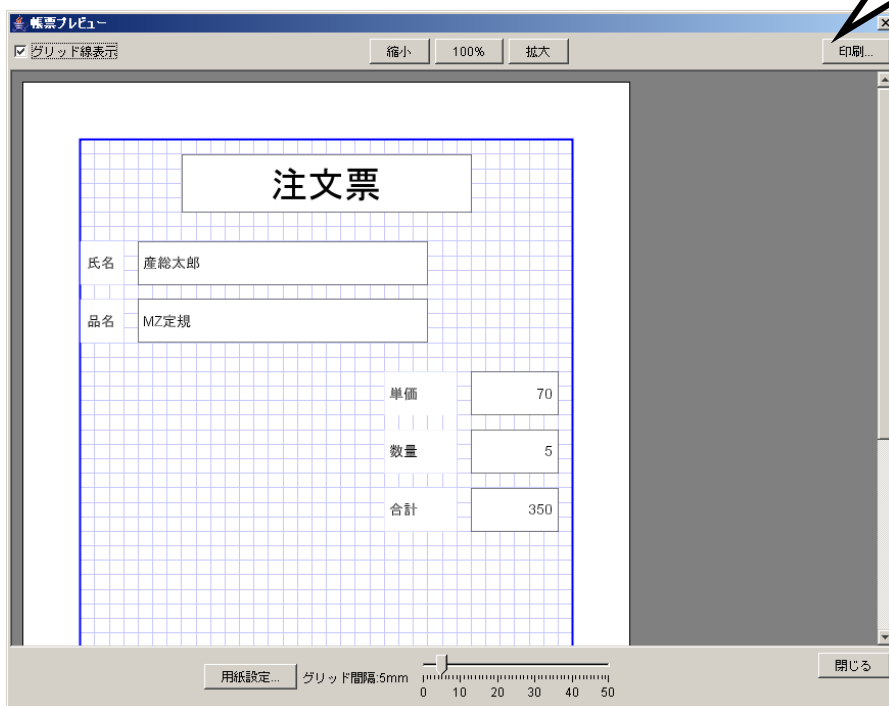 帳票プレビュー
グリッド線表示
縮小
100%
拡大
印刷...
注文票
氏名 産総太郎
品名 MZ定規
単価 70
数量 5
合計 350
用紙設定...
グリッド間隔:5mm
0 10 20 30 40 50
閉じる